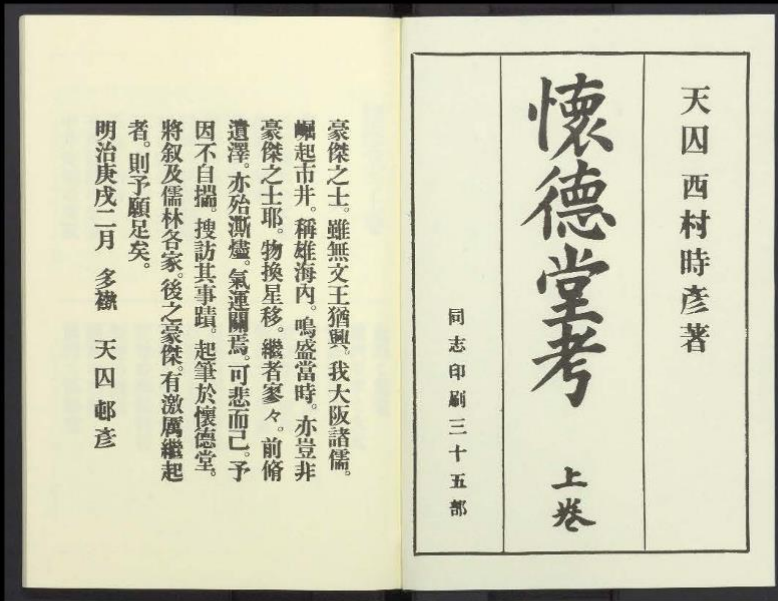 天囚西村時彥著
懷德堂考 上巻
同志印刷三十五部
豪傑之士。雖無文王猶興。我大阪諸儒。
崛起市井。稱雄海內。鳴盛當時。亦豈非
豪傑之士耶。物換星移。繼者寥々。前脩
遺澤。亦殆澌燼。氣運關焉。可悲而已。予
因不自揣。搜訪其事蹟。起筆於懷德堂。
將叙及儒林各家。後之豪傑。有激厲繼起
者。則予願足矣。
明治庚戌二月 多襟 天囚邨彥